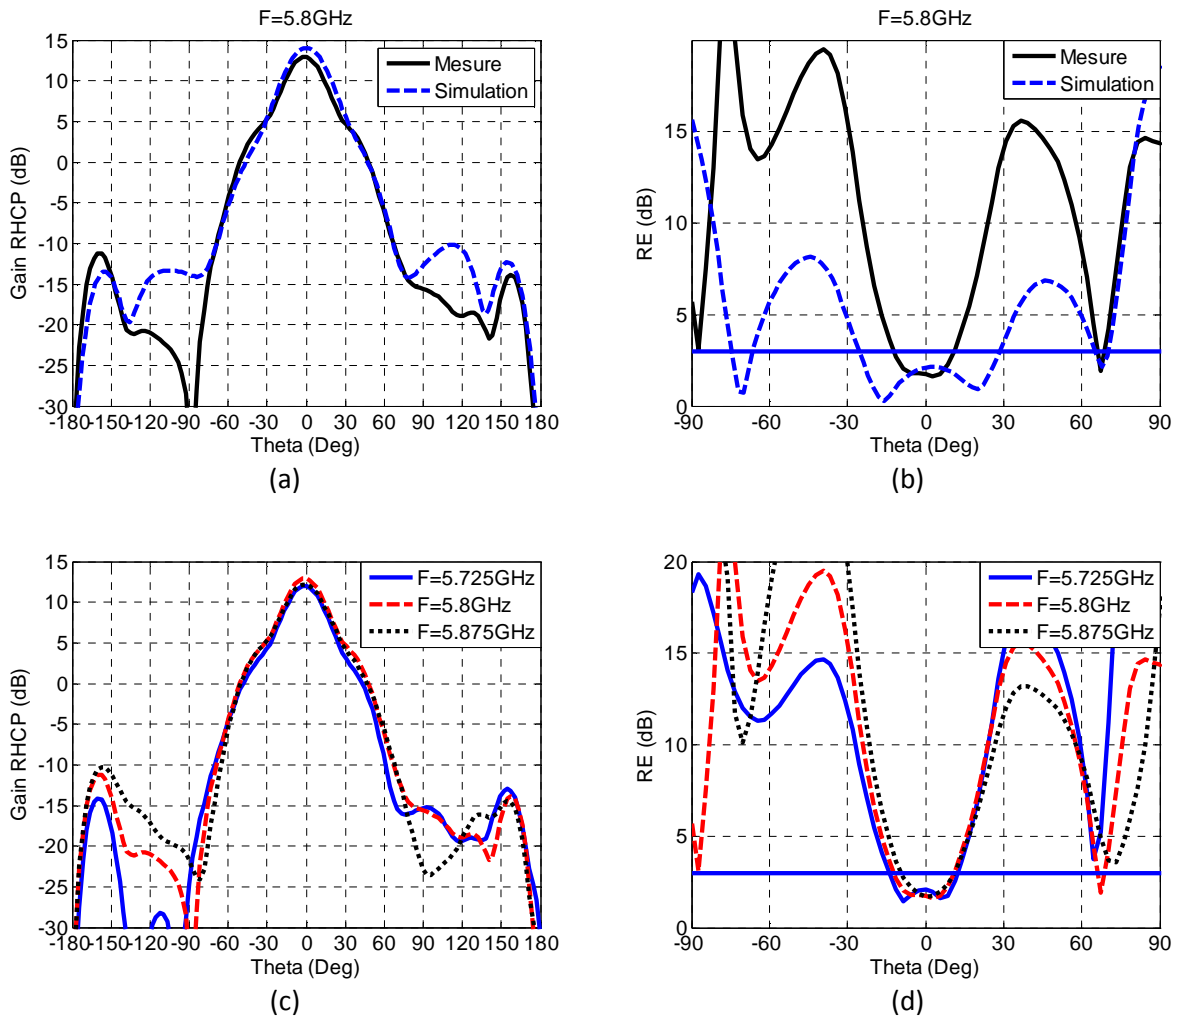 F=5.8GHz
15
10
5
0
-5
-10
-15
-20
-25
-30
Gain RHCP (dB)
Mesure
Simulation
-180 -150 -120 -90 -60 -30 0 30 60 90 120 150 180
Theta (Deg)
(a)
F=5.8GHz
15
10
5
0
RE (dB)
Mesure
Simulation
-90 -60 -30 0 30 60 90
Theta (Deg)
(b)
15
10
5
0
-5
-10
-15
-20
-25
-30
Gain RHCP (dB)
F=5.725GHz
F=5.8GHz
F=5.875GHz
-180 -150 -120 -90 -60 -30 0 30 60 90 120 150 180
Theta (Deg)
(c)
20
15
10
5
0
RE (dB)
F=5.725GHz
F=5.8GHz
F=5.875GHz
-90 -60 -30 0 30 60 90
Theta (Deg)
(d)